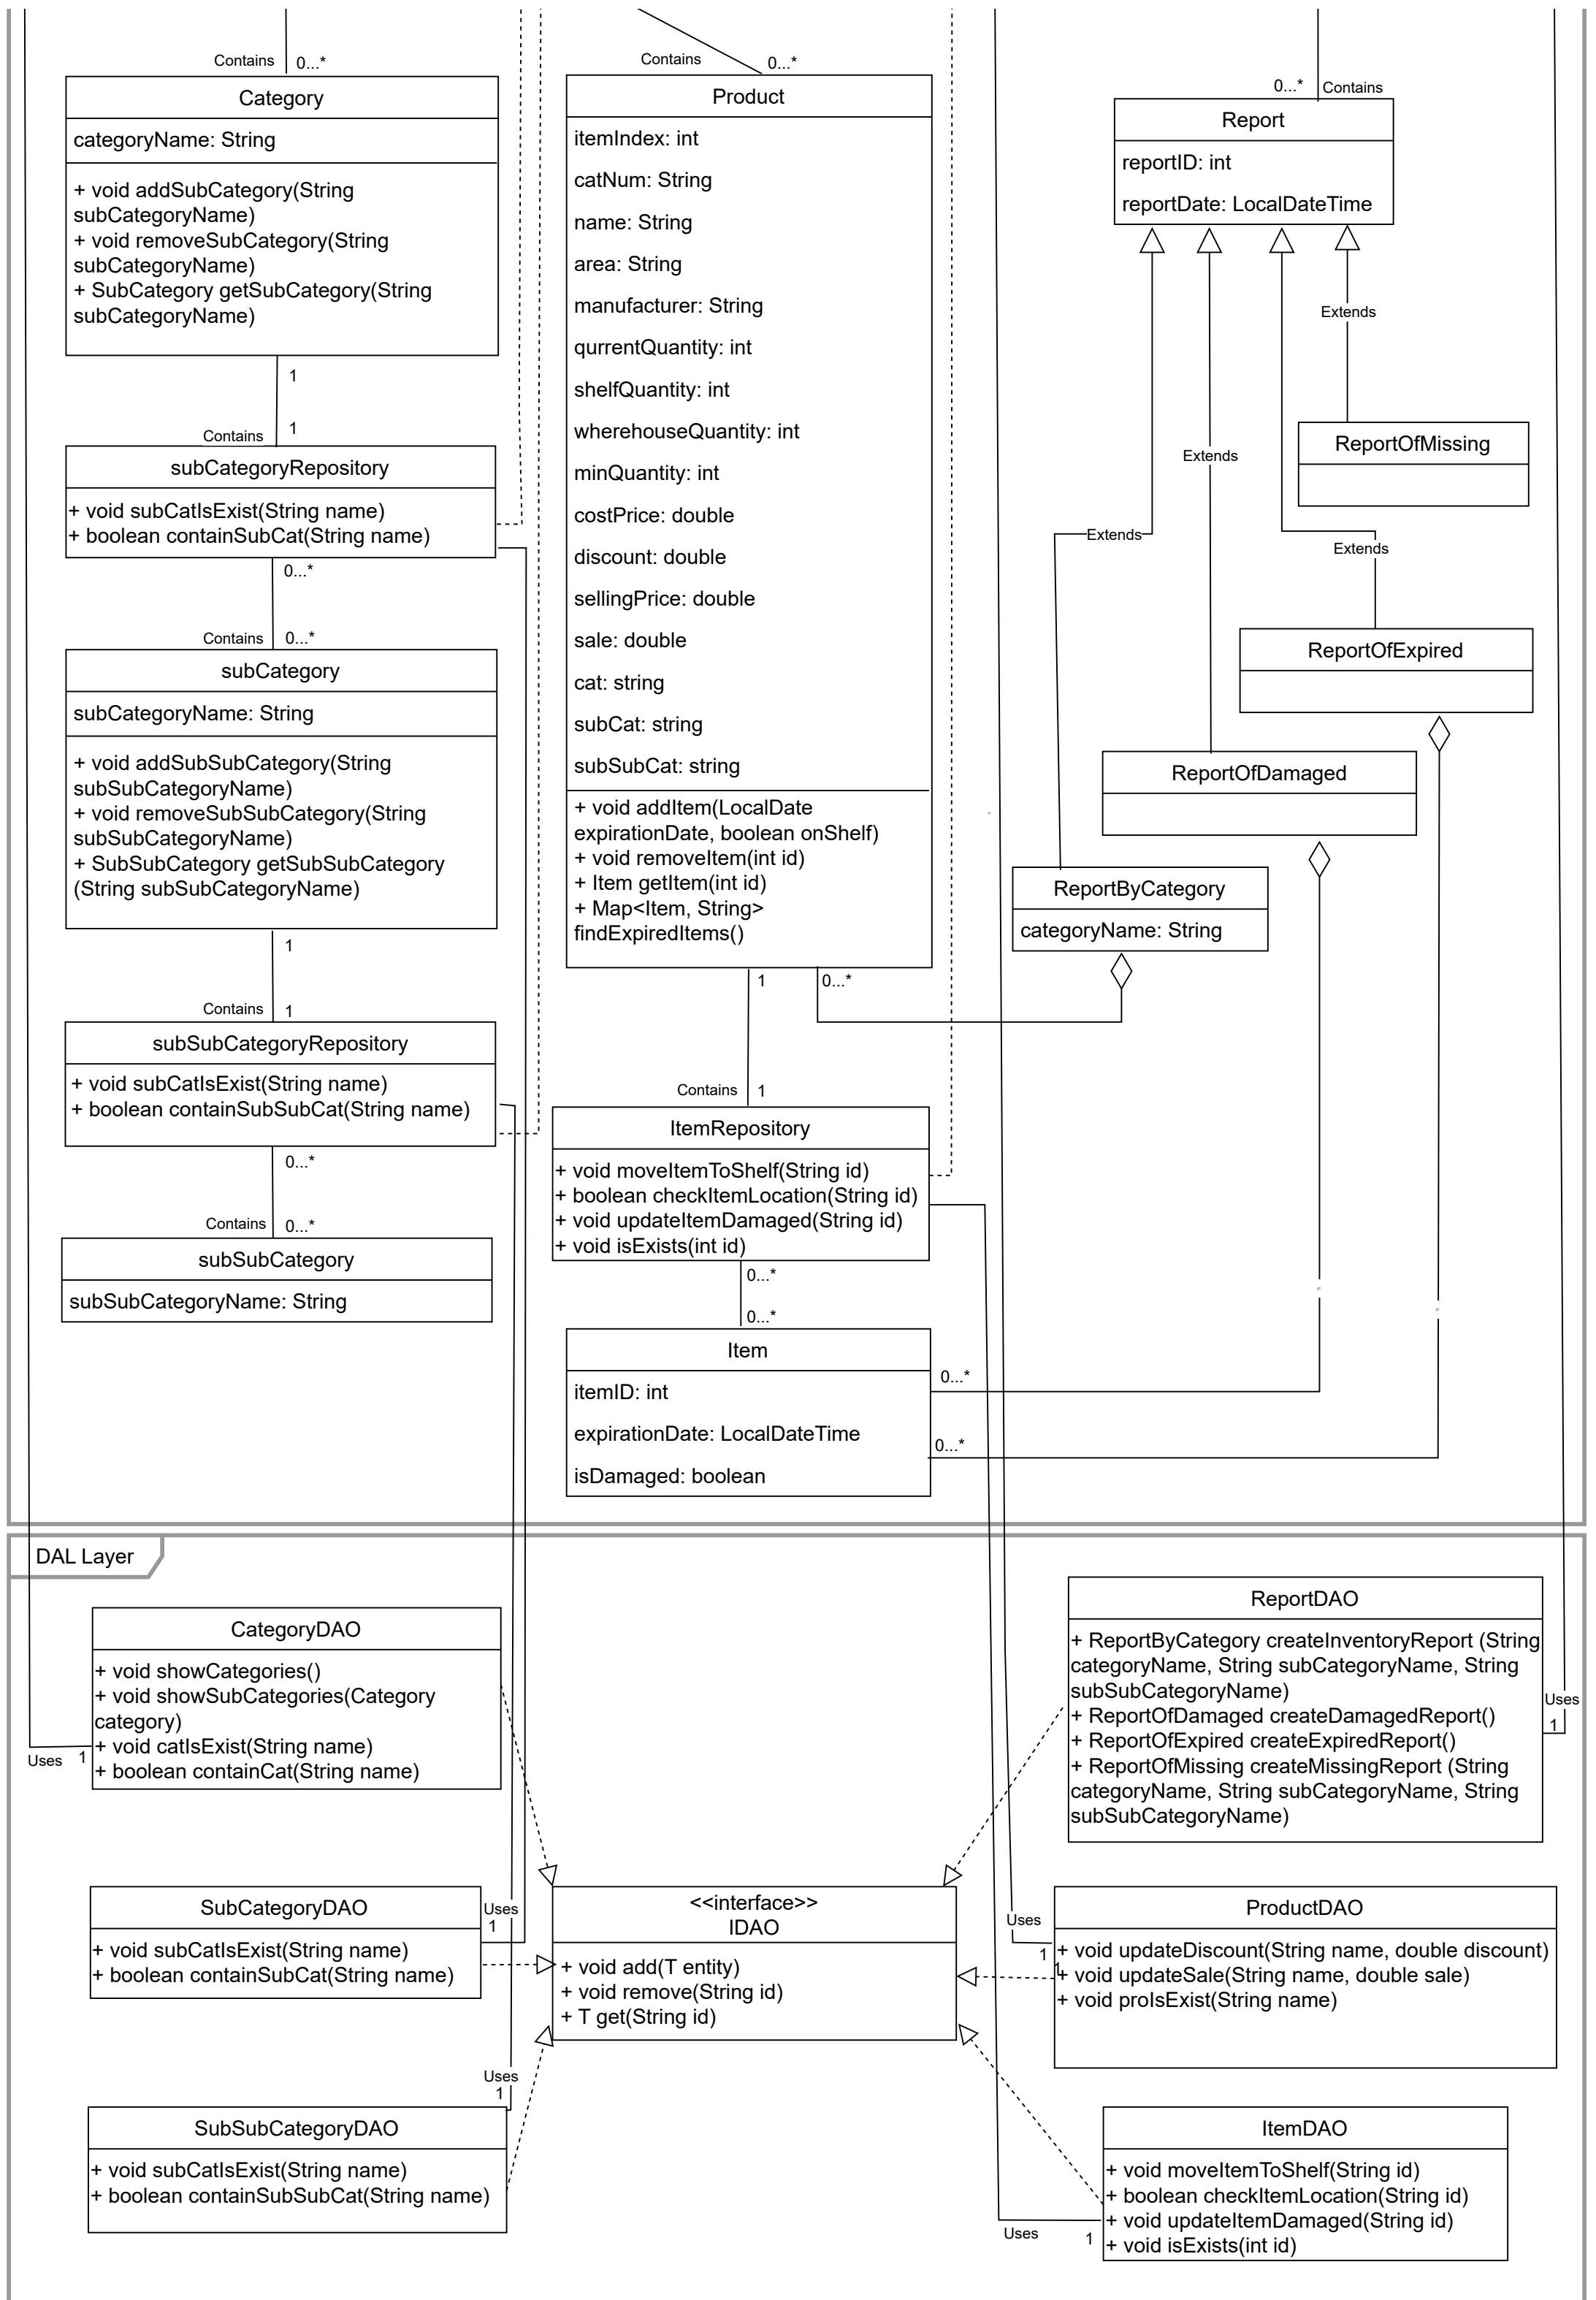 Contains
0...*
Category
categoryName: String
+ void addSubCategory(String
subCategoryName)
+ void removeSubCategory(String
subCategoryName)
+ SubCategory getSubCategory(String
subCategoryName)
1
1
Contains
subCategoryRepository
+ void subCatIsExist(String name)
+ boolean containSubCat(String name)
0...*
Contains
0...*
subCategory
subCategoryName: String
+ void addSubSubCategory(String
subSubCategoryName)
+ void removeSubSubCategory(String
subSubCategoryName)
+ SubSubCategory getSubSubCategory
(String subSubCategoryName)
1
Contains
1
subSubCategoryRepository
+ void subCatIsExist(String name)
+ boolean containSubSubCat(String name)
0...*
Contains
0...*
subSubCategory
subSubCategoryName: String
Contains
0...*
Product
itemIndex: int
catNum: String
name: String
area: String
manufacturer: String
qurrentQuantity: int
shelfQuantity: int
wherehouseQuantity: int
minQuantity: int
costPrice: double
discount: double
sellingPrice: double
sale: double
cat: string
subCat: string
subSubCat: string
+ void addItem(LocalDate
expirationDate, boolean onShelf)
+ void removeItem(int id)
+ Item getItem(int id)
+ Map<Item, String>
findExpiredItems()
1
0...*
Contains
1
ItemRepository
+ void moveItemToShelf(String id)
+ boolean checkItemLocation(String id)
+ void updateItemDamaged(String id)
+ void isExists(int id)
0...*
0...*
Item
itemID: int
expirationDate: LocalDateTime
isDamaged: boolean
0...*
0...*
0...*
Contains
Report
reportID: int
reportDate: LocalDateTime
Extends
ReportOfMissing
Extends
Extends
Extends
ReportOfExpired
ReportOfDamaged
ReportByCategory
categoryName: String
DAL Layer
CategoryDAO
+ void showCategories()
+ void showSubCategories(Category
category)
+ void catIsExist(String name)
+ boolean containCat(String name)
Uses
1
SubCategoryDAO
+ void subCatIsExist(String name)
+ boolean containSubCat(String name)
Uses
1
SubSubCategoryDAO
+ void subCatIsExist(String name)
+ boolean containSubSubCat(String name)
Uses
1
<<interface>>
IDAO
+ void add(T entity)
+ void remove(String id)
+ T get(String id)
ReportDAO
+ ReportByCategory createInventoryReport (String
categoryName, String subCategoryName, String
subSubCategoryName)
+ ReportOfDamaged createDamagedReport()
+ ReportOfExpired createExpiredReport()
+ ReportOfMissing createMissingReport (String
categoryName, String subCategoryName, String
subSubCategoryName)
Uses
1
ProductDAO
+ void updateDiscount(String name, double discount)
+ void updateSale(String name, double sale)
+ void proIsExist(String name)
Uses
1
1
ItemDAO
+ void moveItemToShelf(String id)
+ boolean checkItemLocation(String id)
+ void updateItemDamaged(String id)
+ void isExists(int id)
Uses
1